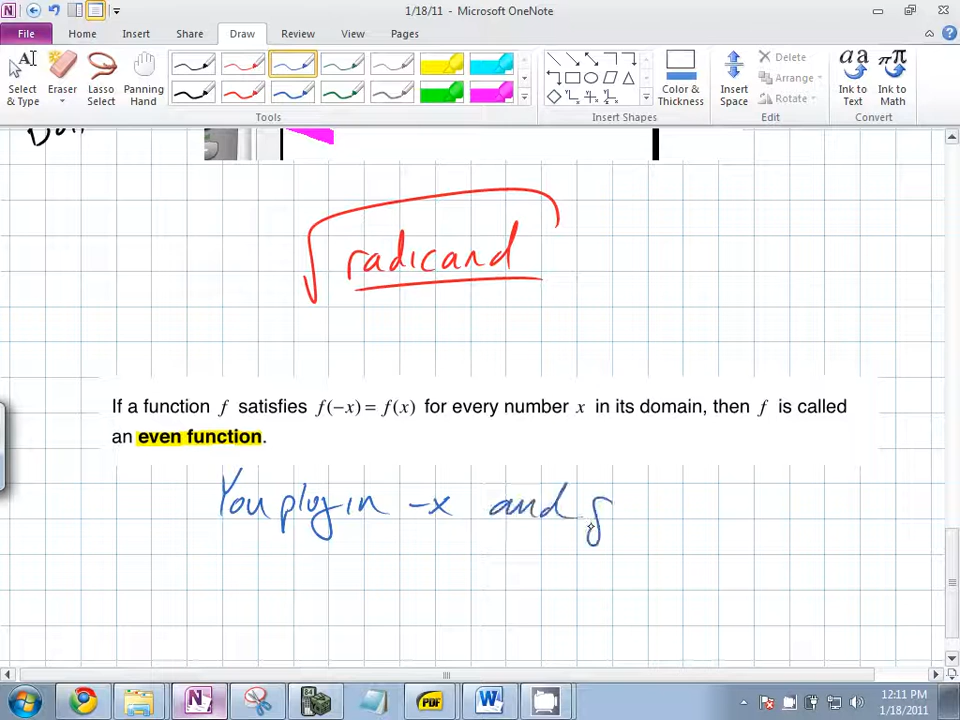 1/18/11 - Microsoft OneNote
File Home Insert Share Draw Review View Pages
Select & Type
Eraser
Lasso Select
Panning Hand
Color & Thickness
Insert Space
Delete
Arrange
Rotate
Ink to Text
Ink to Math
Tools Insert Shapes Edit Convert
radicand
If a function f satisfies f(−x) = f(x) for every number x in its domain, then f is called
an even function.
You plug in -x and g
12:11 PM
1/18/2011